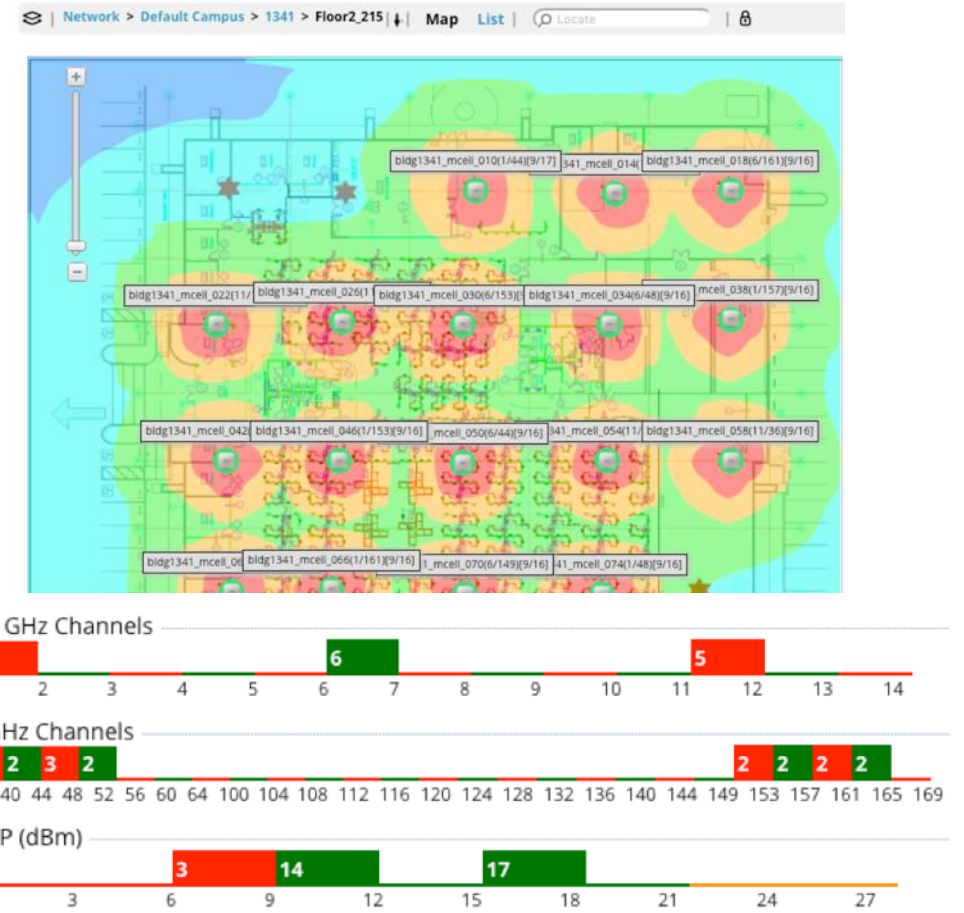 Network > Default Campus > 1341 > Floor2_215 | Map List | Locate
bldg1341_mcell_010(1/44)[9/17] 341_mcell_014( bldg1341_mcell_018(6/161)[9/16]
bldg1341_mcell_022(11/ bldg1341_mcell_026(1 bldg1341_mcell_030(6/153)[ bldg1341_mcell_034(6/48)[9/16] mcell_038(1/157)[9/16]
bldg1341_mcell_042( bldg1341_mcell_046(1/153)[9/16] _mcell_050(6/44)[9/16] 41_mcell_054(11/ bldg1341_mcell_058(11/36)[9/16]
bldg1341_mcell_06 bldg1341_mcell_066(1/161)[9/16] 1_mcell_070(6/149)[9/16] 41_mcell_074(1/48)[9/16]
GHz Channels
6 5
2 3 4 5 6 7 8 9 10 11 12 13 14
Hz Channels
2 3 2 2 2 2 2
40 44 48 52 56 60 64 100 104 108 112 116 120 124 128 132 136 140 144 149 153 157 161 165 169
P (dBm)
3 14 17
3 6 9 12 15 18 21 24 27